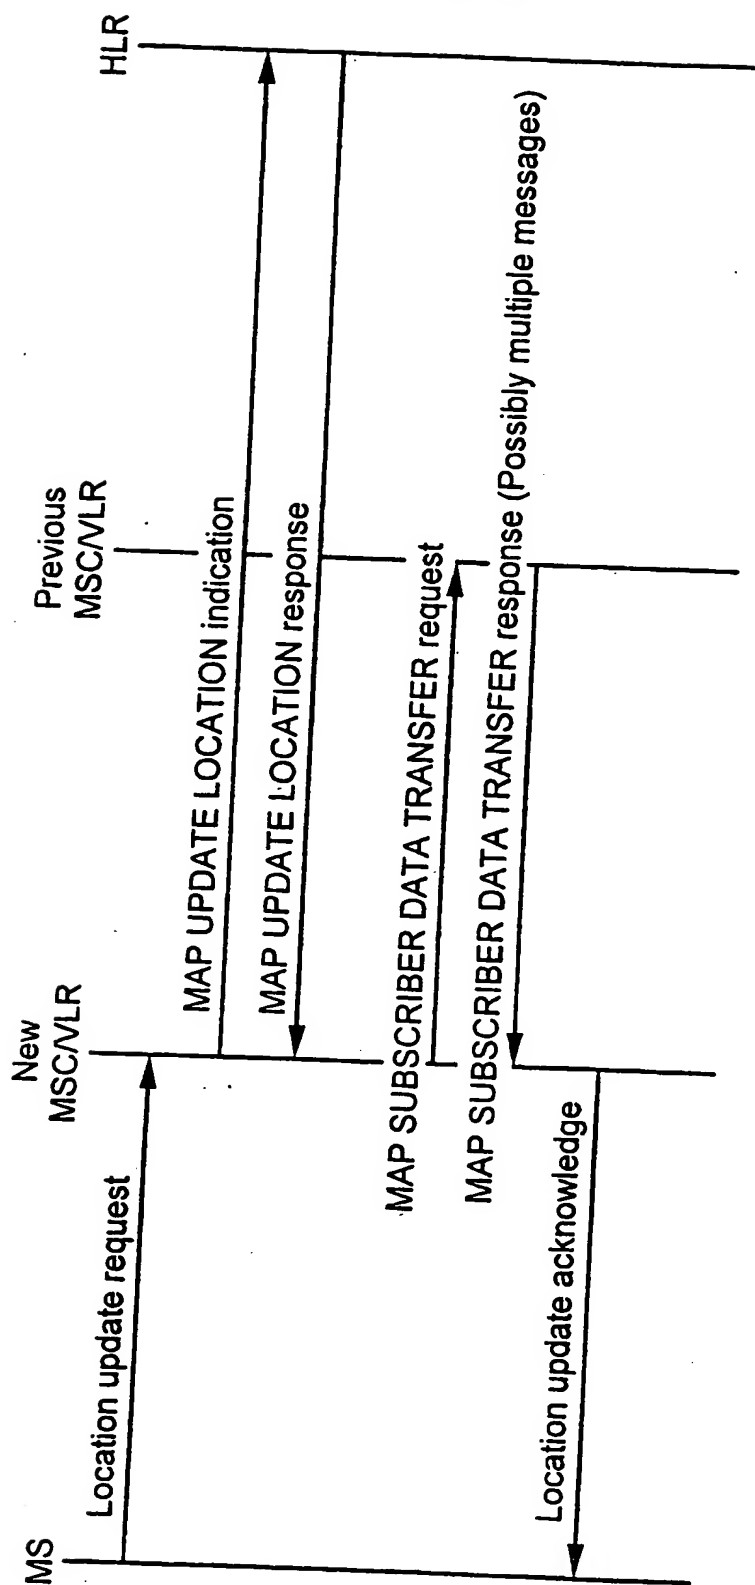 MS
New
MSC/VLR
Previous
MSC/VLR
HLR
Location update request
MAP UPDATE LOCATION indication
MAP UPDATE LOCATION response
MAP SUBSCRIBER DATA TRANSFER request
MAP SUBSCRIBER DATA TRANSFER response (Possibly multiple messages)
Location update acknowledge